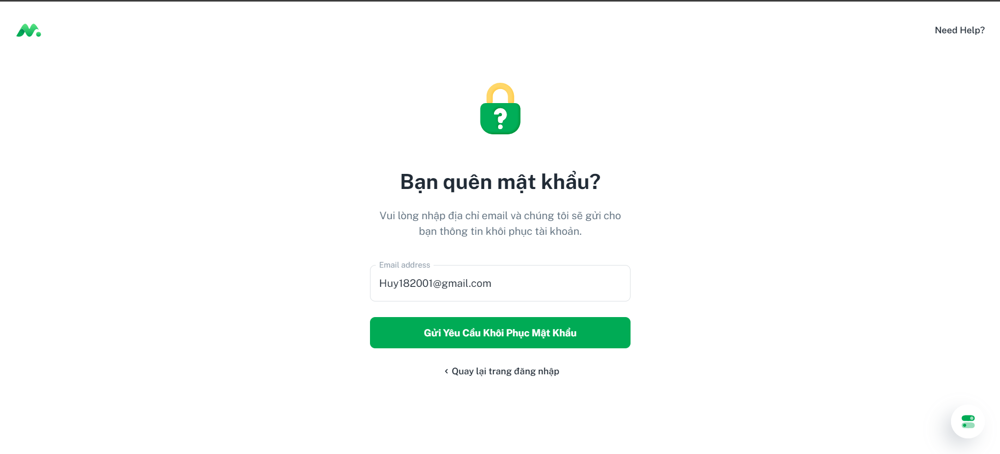 Need Help?
Bạn quên mật khẩu?
Vui lòng nhập địa chỉ email và chúng tôi sẽ gửi cho
bạn thông tin khôi phục tài khoản.
Email address
Huy182001@gmail.com
Gửi Yêu Cầu Khôi Phục Mật Khẩu
Quay lại trang đăng nhập